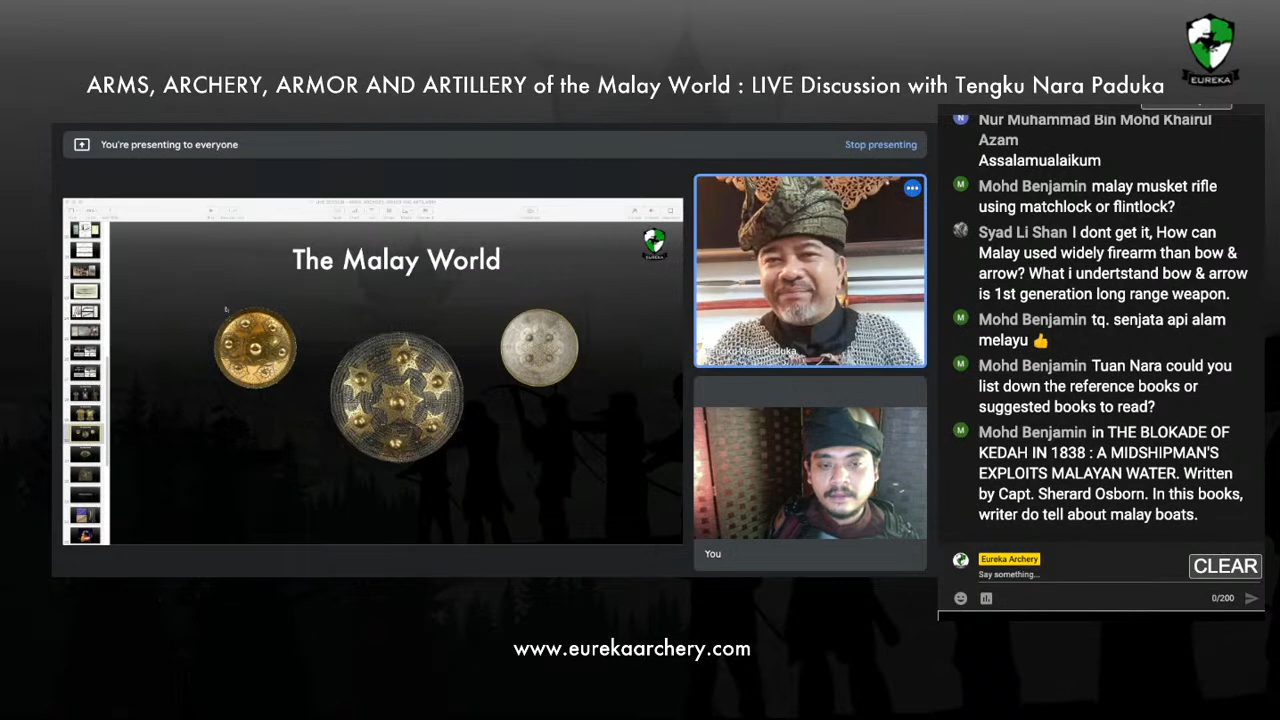 EUREKA
ARMS, ARCHERY, ARMOR AND ARTILLERY of the Malay World : LIVE Discussion with Tengku Nara Paduka
You're presenting to everyone
Stop presenting
The Malay World
Tengku Nara Paduka
You
N
Nur Muhammad Bin Mohd Khairul
Azam
Assalamualaikum
M
Mohd Benjamin malay musket rifle
using matchlock or flintlock?
Syad Li Shan I dont get it, How can
Malay used widely firearm than bow &
arrow? What i undertstand bow & arrow
is 1st generation long range weapon.
M
Mohd Benjamin tq. senjata api alam
melayu 👍
M
Mohd Benjamin Tuan Nara could you
list down the reference books or
suggested books to read?
M
Mohd Benjamin in THE BLOKADE OF
KEDAH IN 1838 : A MIDSHIPMAN'S
EXPLOITS MALAYAN WATER. Written
by Capt. Sherard Osborn. In this books,
writer do tell about malay boats.
Eureka Archery
Say something...
CLEAR
0/200
www.eurekaarchery.com